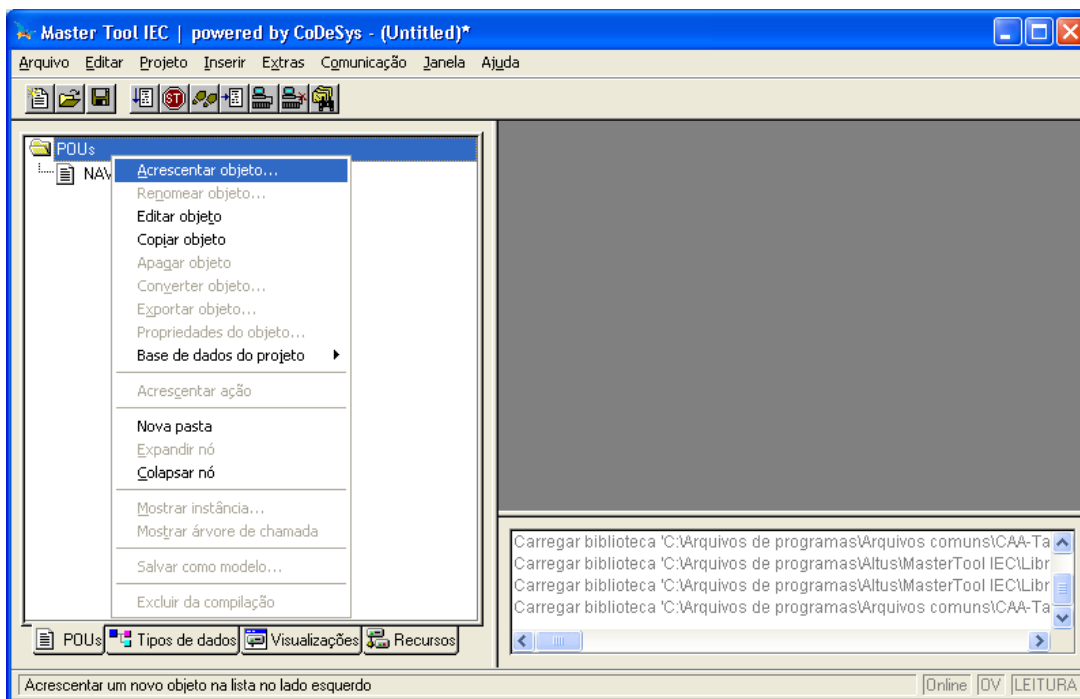 Master Tool IEC | powered by CoDeSys - (Untitled)*
Arquivo Editar Projeto Inserir Extras Comunicação Janela Ajuda
ST
POUs
NAV
Acrescentar objeto...
Renomear objeto...
Editar objeto
Copiar objeto
Apagar objeto
Converter objeto...
Exportar objeto...
Propriedades do objeto...
Base de dados do projeto
Acrescentar ação
Nova pasta
Expandir nó
Colapsar nó
Mostrar instância...
Mostrar árvore de chamada
Salvar como modelo...
Excluir da compilação
POUs Tipos de dados Visualizações Recursos
Carregar biblioteca 'C:\Arquivos de programas\Arquivos comuns\CAA-Ta
Carregar biblioteca 'C:\Arquivos de programas\Altus\MasterTool IEC\Libr
Carregar biblioteca 'C:\Arquivos de programas\Altus\MasterTool IEC\Libr
Carregar biblioteca 'C:\Arquivos de programas\Arquivos comuns\CAA-Ta
Acrescentar um novo objeto na lista no lado esquerdo
Online OV LEITURA